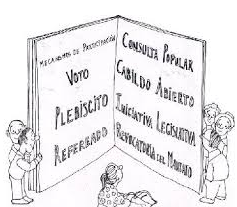 MECANISMOS DE PARTICIPACIÓN
VOTO
PLEBISCITO
REFERENDO
CONSULTA POPULAR
CABILDO ABIERTO
INICIATIVA LEGISLATIVA
REVOCATORIA DEL MANDATO